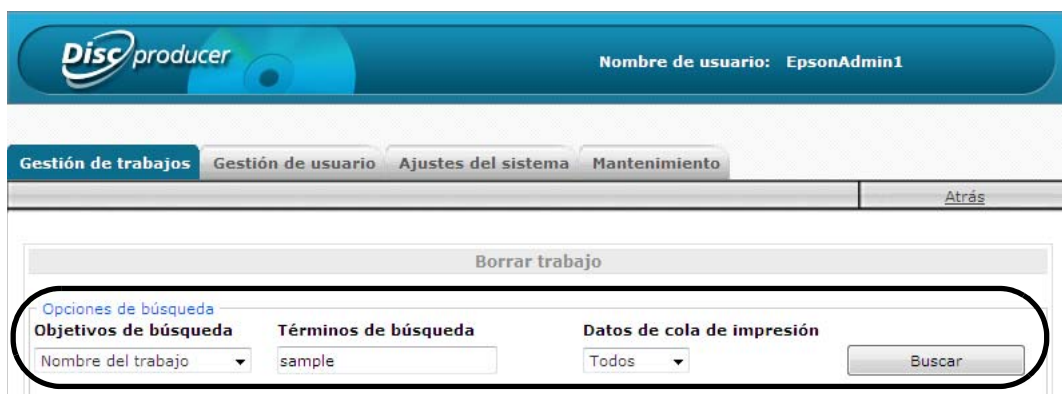 Disc producer
Nombre de usuario: EpsonAdmin1
Gestión de trabajos Gestión de usuario Ajustes del sistema Mantenimiento
Atrás
Borrar trabajo
Opciones de búsqueda
Objetivos de búsqueda Términos de búsqueda Datos de cola de impresión
Nombre del trabajo sample Todos Buscar